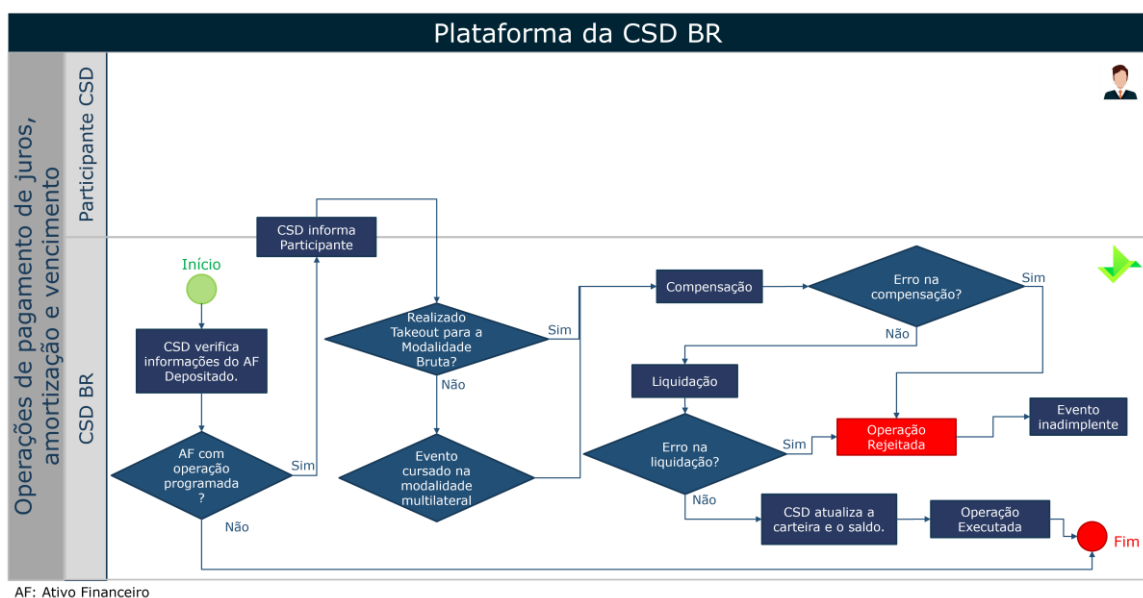 Plataforma da CSD BR
Operações de pagamento de juros,
amortização e vencimento
Participante CSD
CSD BR
CSD informa
Participante
Início
CSD verifica
informações do AF
Depositado.
AF com
operação
programada
?
Sim
Não
Realizado
Takeout para a
Modalidade
Bruta?
Sim
Não
Evento
cursado na
modalidade
multilateral
Compensação
Erro na
compensação?
Sim
Não
Liquidação
Erro na
liquidação?
Sim
Não
Operação
Rejeitada
Evento
inadimplente
CSD atualiza a
carteira e o saldo.
Operação
Executada
Fim
AF: Ativo Financeiro